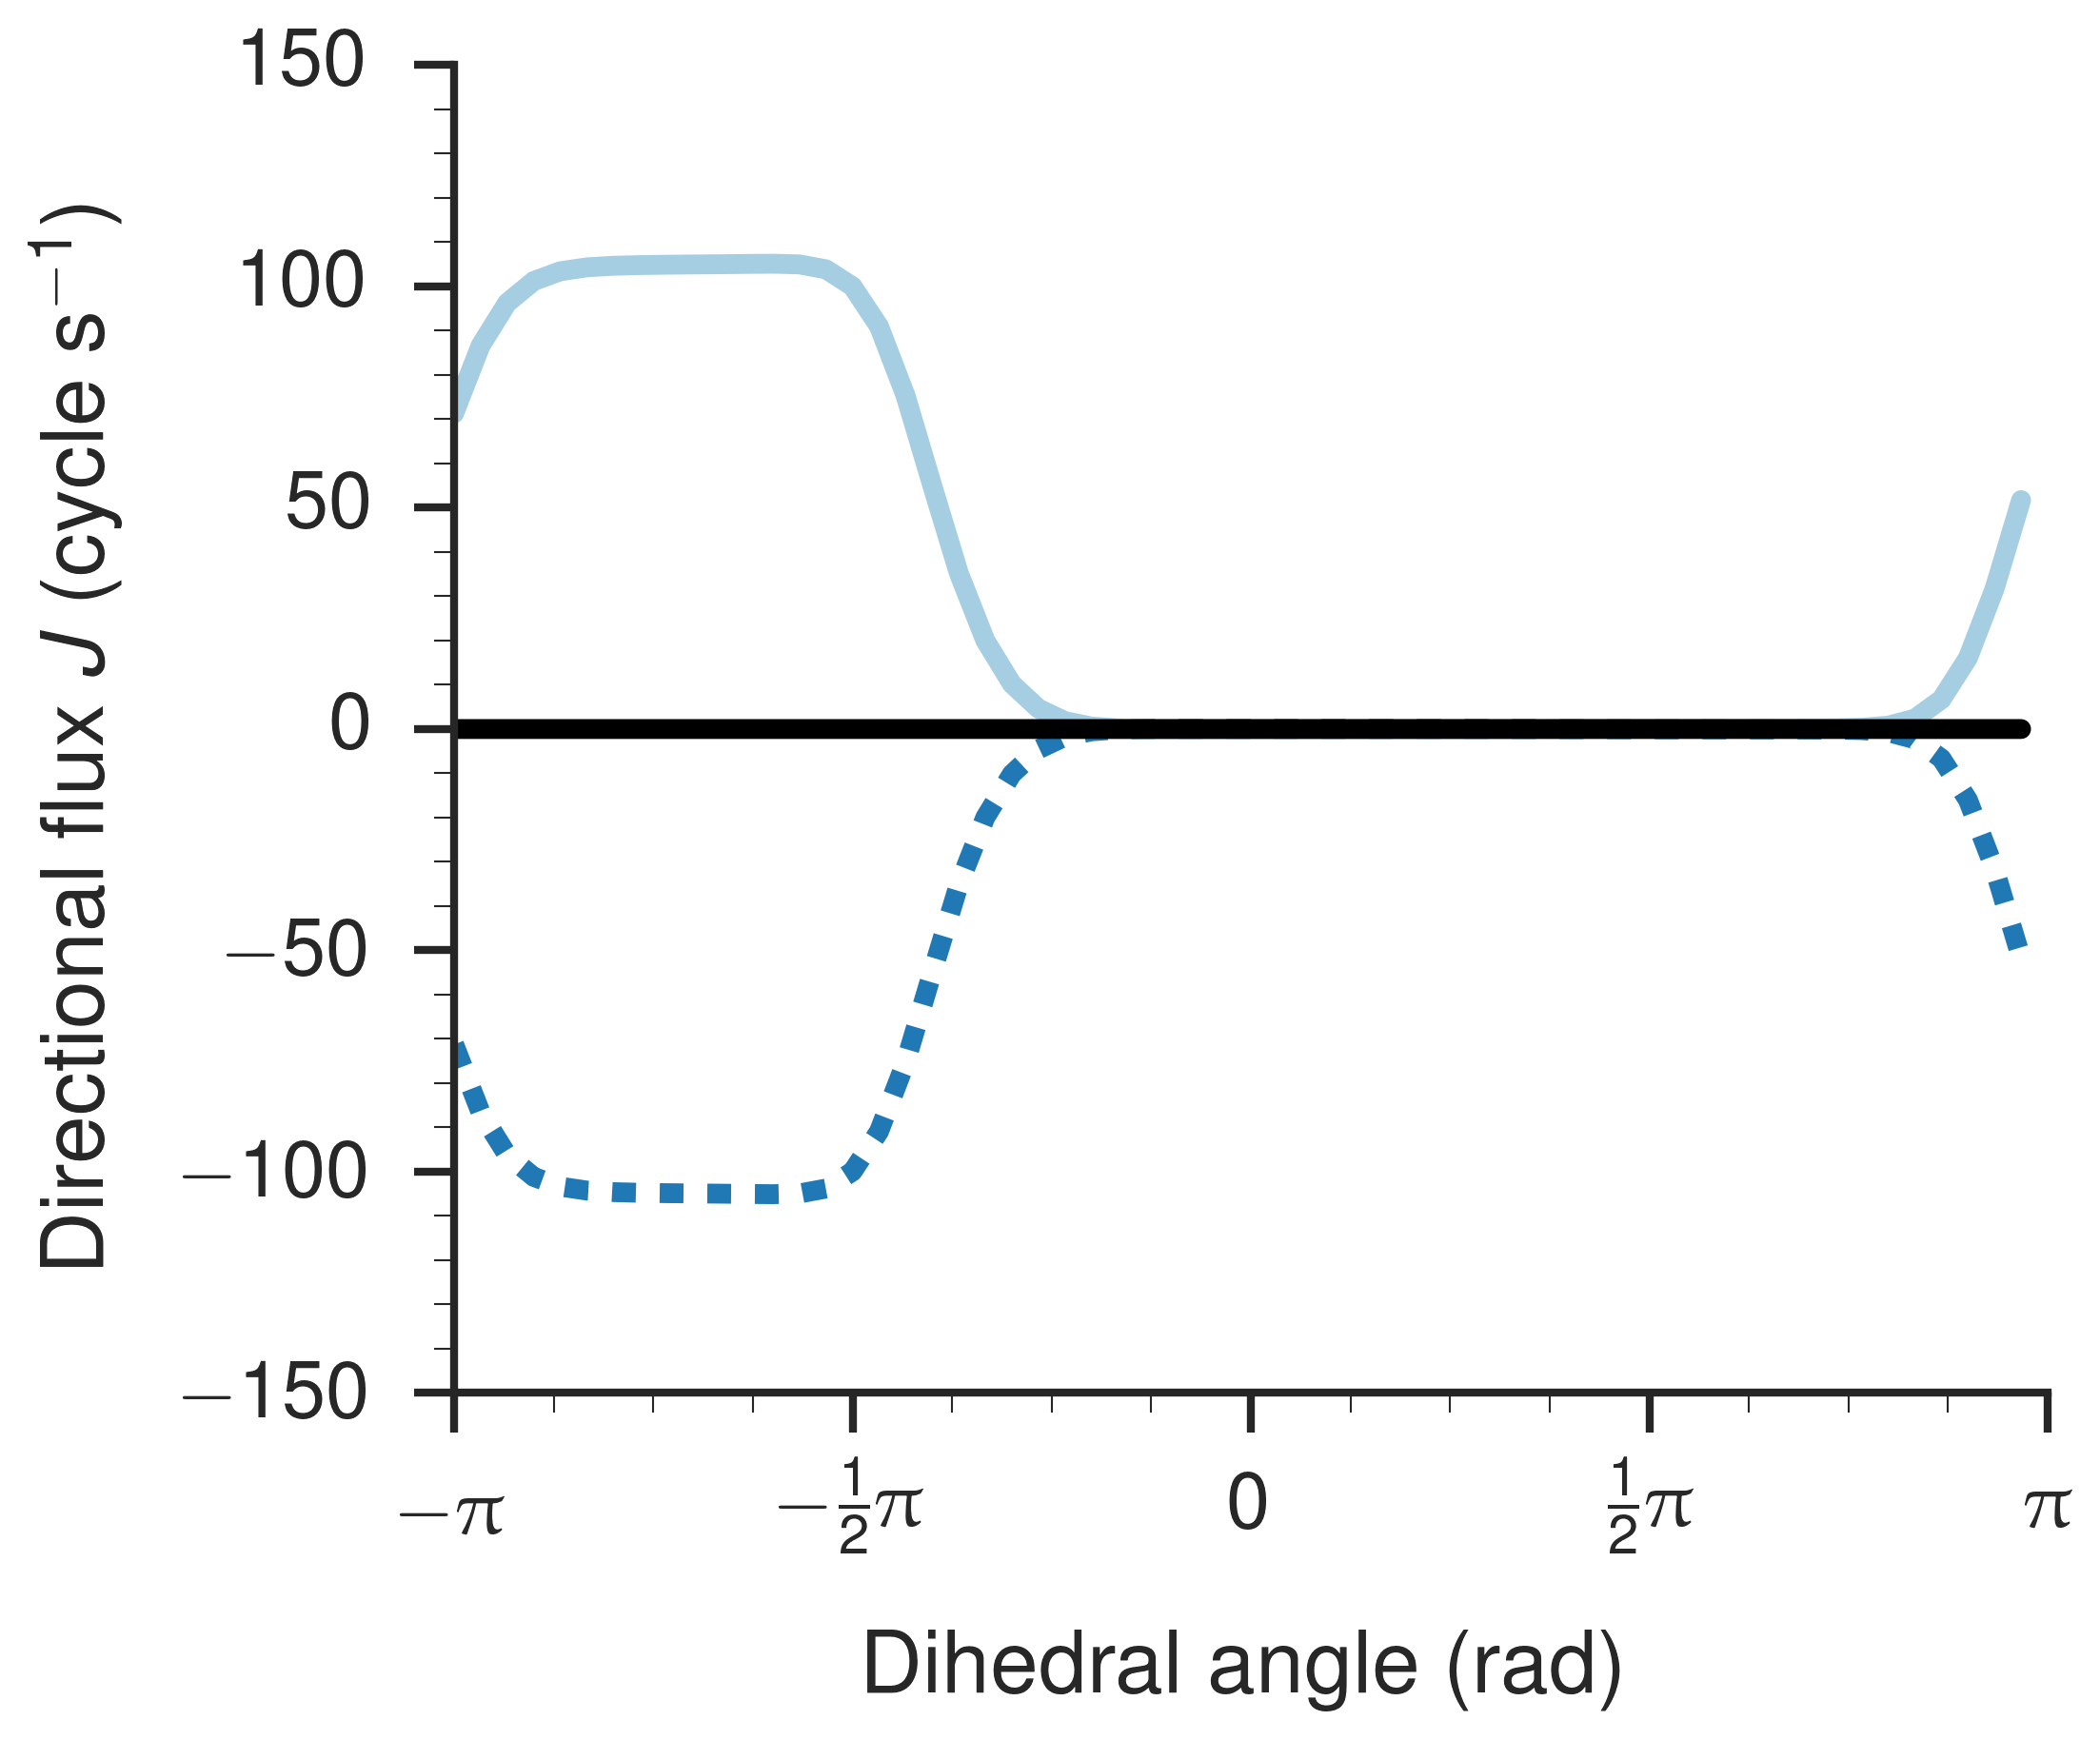 Directional flux J (cycle s⁻¹)
150
100
50
0
−50
−100
−150
−π
−½π
0
½π
π
Dihedral angle (rad)